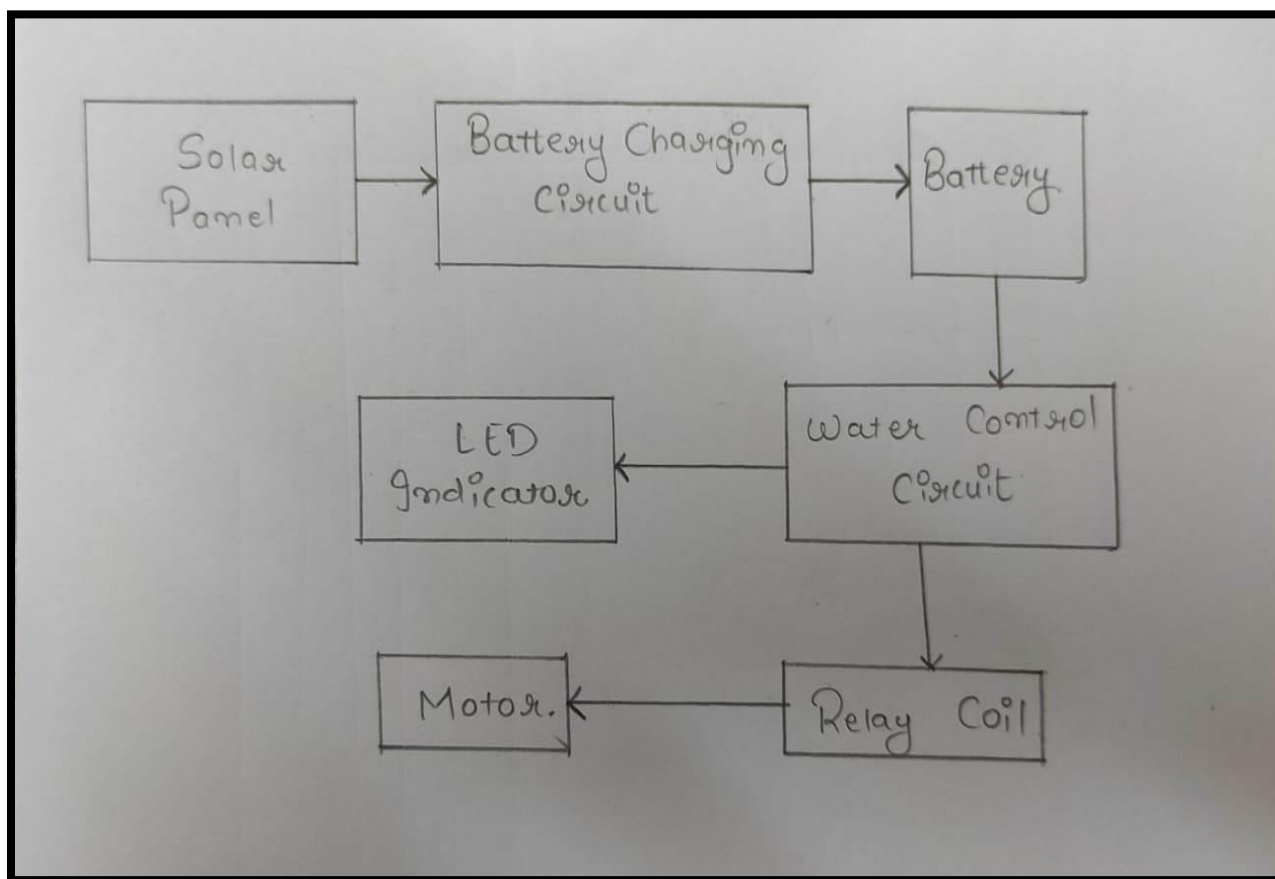 Solar
Panel
Battery Charging
Circuit
Battery
LED
Indicator
Water Control
Circuit
Motor.
Relay Coil